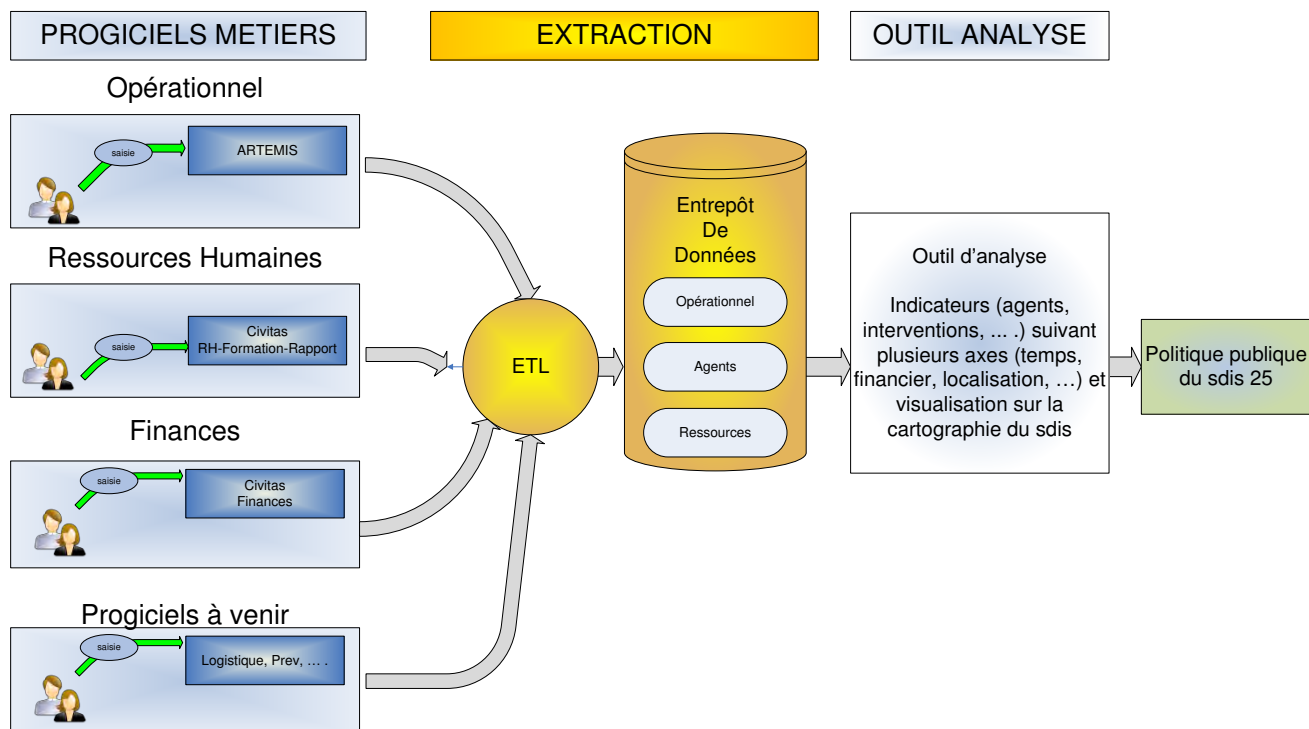 PROGICIELS METIERS
EXTRACTION
OUTIL ANALYSE
Opérationnel
saisie
ARTEMIS
Ressources Humaines
saisie
Civitas
RH-Formation-Rapport
Finances
saisie
Civitas
Finances
Progiciels à venir
saisie
Logistique, Prev, ... .
ETL
Entrepôt
De
Données
Opérationnel
Agents
Ressources
Outil d'analyse
Indicateurs (agents,
interventions, ... .) suivant
plusieurs axes (temps,
financier, localisation, ...) et
visualisation sur la
cartographie du sdis
Politique publique
du sdis 25